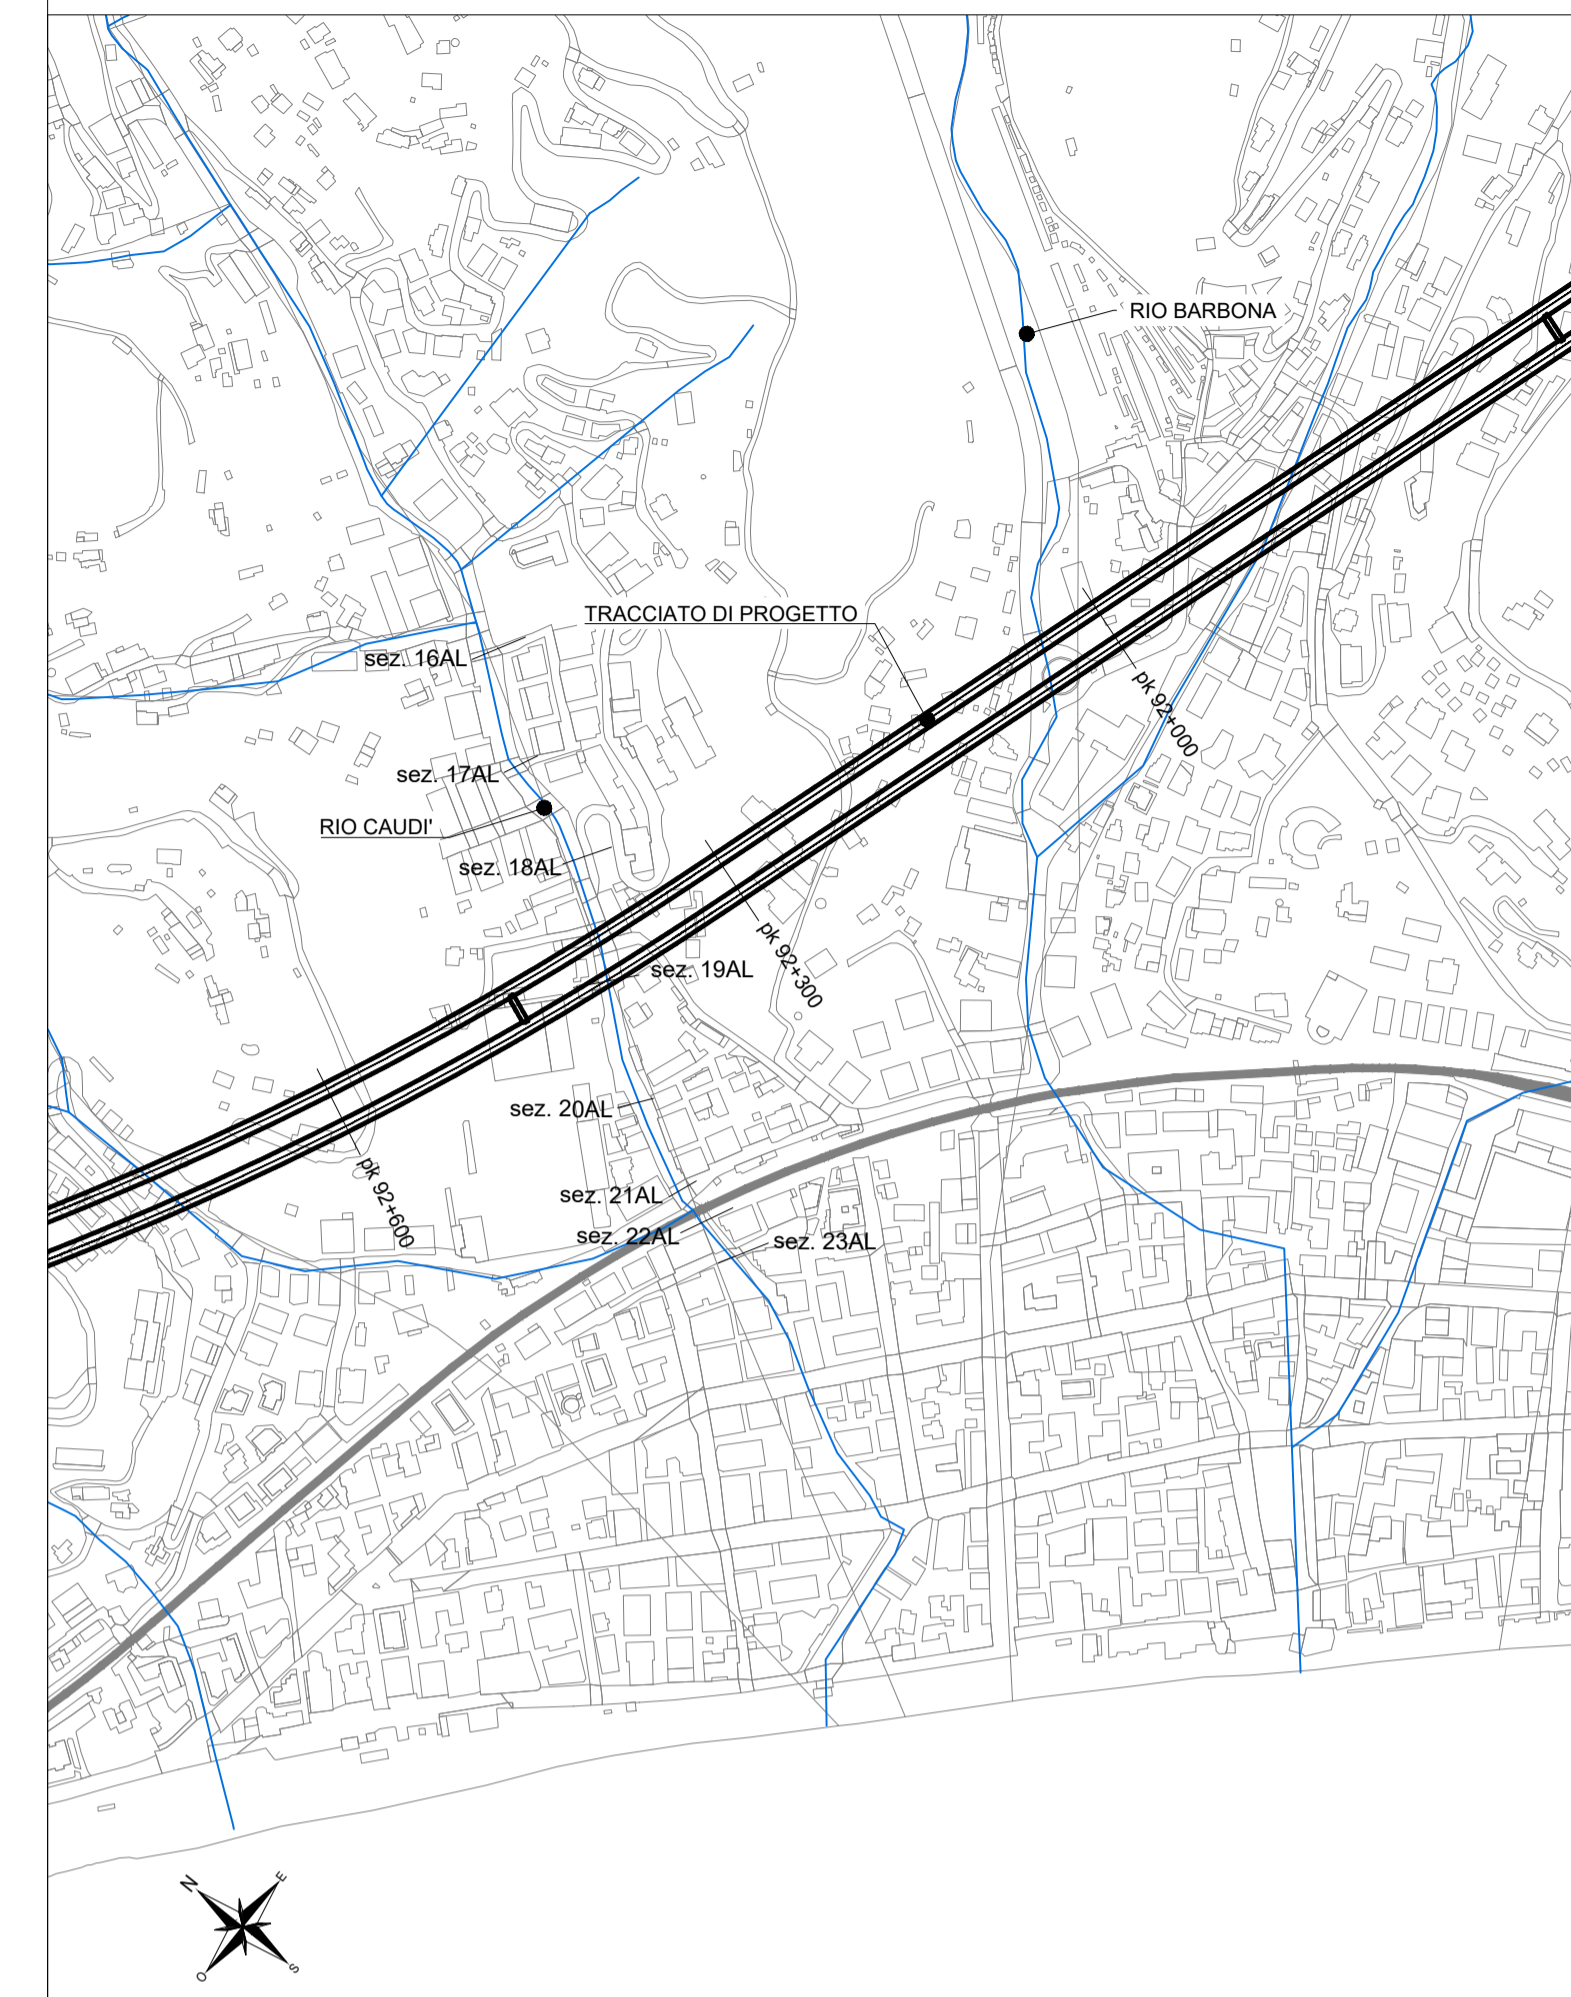 RIO BARBONA
TRACCIATO DI PROGETTO
sez. 16AL
pk 92+000
sez. 17AL
RIO CAUDI'
sez. 18AL
pk 92+300
sez. 19AL
sez. 20AL
pk 92+600
sez. 21AL
sez. 22AL
sez. 23AL
N
E
O
S